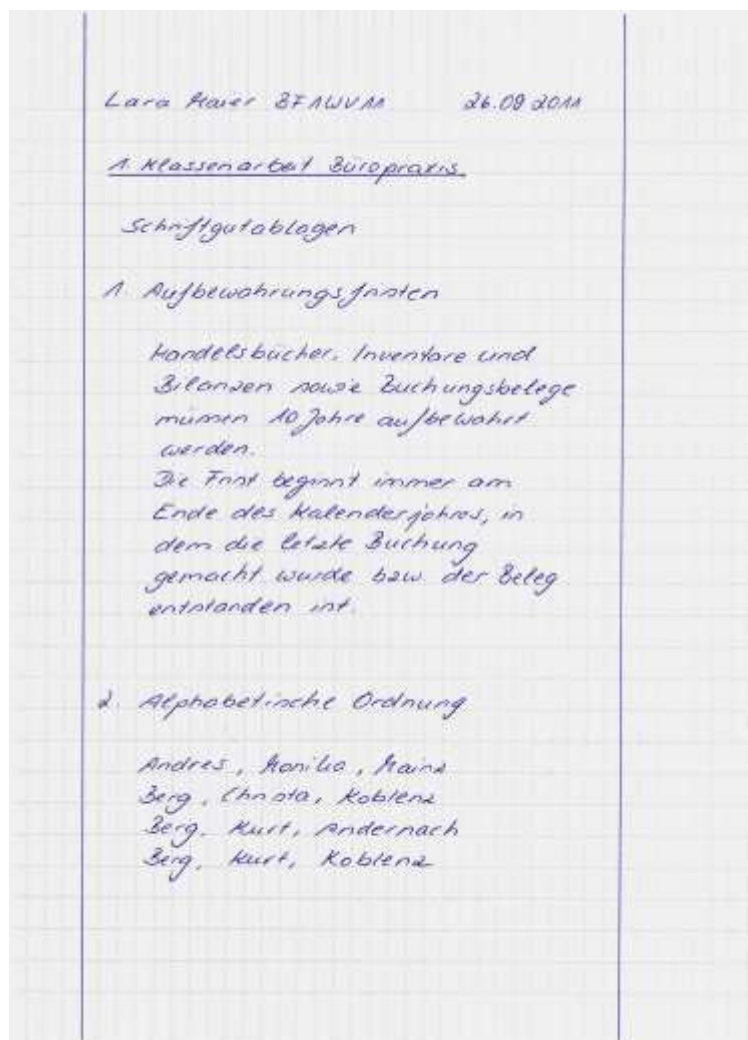 Lara Maier BF1WVM 26.09.2011
1. Klassenarbeit Büropraxis
Schriftgutablagen
1. Aufbewahrungsfristen
Handelsbücher, Inventare und
Bilanzen sowie Buchungsbelege
müssen 10 Jahre aufbewahrt
werden.
Die Frist beginnt immer am
Ende des Kalenderjahres, in
dem die letzte Buchung
gemacht wurde bzw. der Beleg
entstanden ist.
2. Alphabetische Ordnung
Andres, Monika, Mainz
Berg, Christa, Koblenz
Berg, Kurt, Andernach
Berg, Kurt, Koblenz